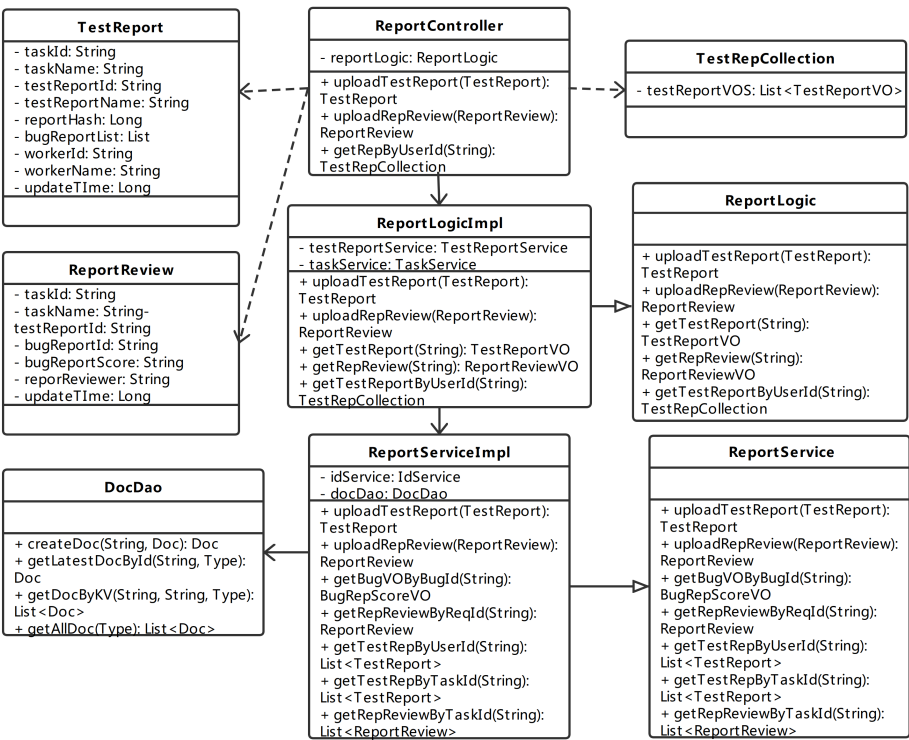 TestReport
- taskId: String
- taskName: String
- testReportId: String
- testReportName: String
- reportHash: Long
- bugReportList: List
- workerId: String
- workerName: String
- updateTIme: Long
ReportController
- reportLogic: ReportLogic
+ uploadTestReport(TestReport):
TestReport
+ uploadRepReview(ReportReview):
ReportReview
+ getRepByUserId(String):
TestRepCollection
TestRepCollection
- testReportVOS: List<TestReportVO>
ReportReview
- taskId: String
- taskName: String-
testReportId: String
- bugReportId: String
- bugReportScore: String
- reporReviewer: String
- updateTIme: Long
ReportLogicImpl
- testReportService: TestReportService
- taskService: TaskService
+ uploadTestReport(TestReport):
TestReport
+ uploadRepReview(ReportReview):
ReportReview
+ getTestReport(String): TestReportVO
+ getRepReview(String): ReportReviewVO
+ getTestReportByUserId(String):
TestRepCollection
ReportLogic
+ uploadTestReport(TestReport):
TestReport
+ uploadRepReview(ReportReview):
ReportReview
+ getTestReport(String):
TestReportVO
+ getRepReview(String):
ReportReviewVO
+ getTestReportByUserId(String):
TestRepCollection
DocDao
+ createDoc(String, Doc): Doc
+ getLatestDocById(String, Type):
Doc
+ getDocByKV(String, String, Type):
List<Doc>
+ getAllDoc(Type): List<Doc>
ReportServiceImpl
- idService: IdService
- docDao: DocDao
+ uploadTestReport(TestReport):
TestReport
+ uploadRepReview(ReportReview):
ReportReview
+ getBugVOByBugId(String):
BugRepScoreVO
+ getRepReviewByReqId(String):
ReportReview
+ getTestRepByUserId(String):
List<TestReport>
+ getTestRepByTaskId(String):
List<TestReport>
+ getRepReviewByTaskId(String):
List<ReportReview>
ReportService
+ uploadTestReport(TestReport):
TestReport
+ uploadRepReview(ReportReview):
ReportReview
+ getBugVOByBugId(String):
BugRepScoreVO
+ getRepReviewByReqId(String):
ReportReview
+ getTestRepByUserId(String):
List<TestReport>
+ getTestRepByTaskId(String):
List<TestReport>
+ getRepReviewByTaskId(String):
List<ReportReview>